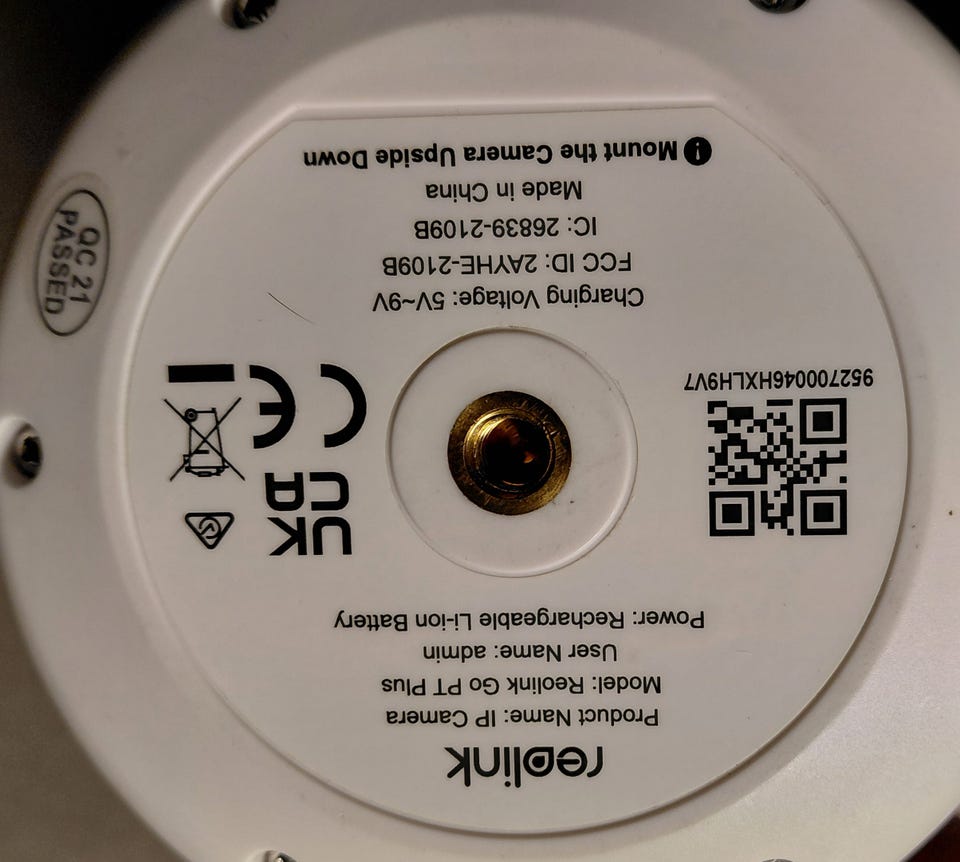 reolink
Product Name: IP Camera
Model: Reolink Go PT Plus
User Name: admin
Power: Rechargeable Li-ion Battery
UK
CA
CE
9527000046HXLH9V7
Charging Voltage: 5V~9V
FCC ID: 2AYHE-2109B
IC: 26839-2109B
Made in China
! Mount the Camera Upside Down
QC 21
PASSED